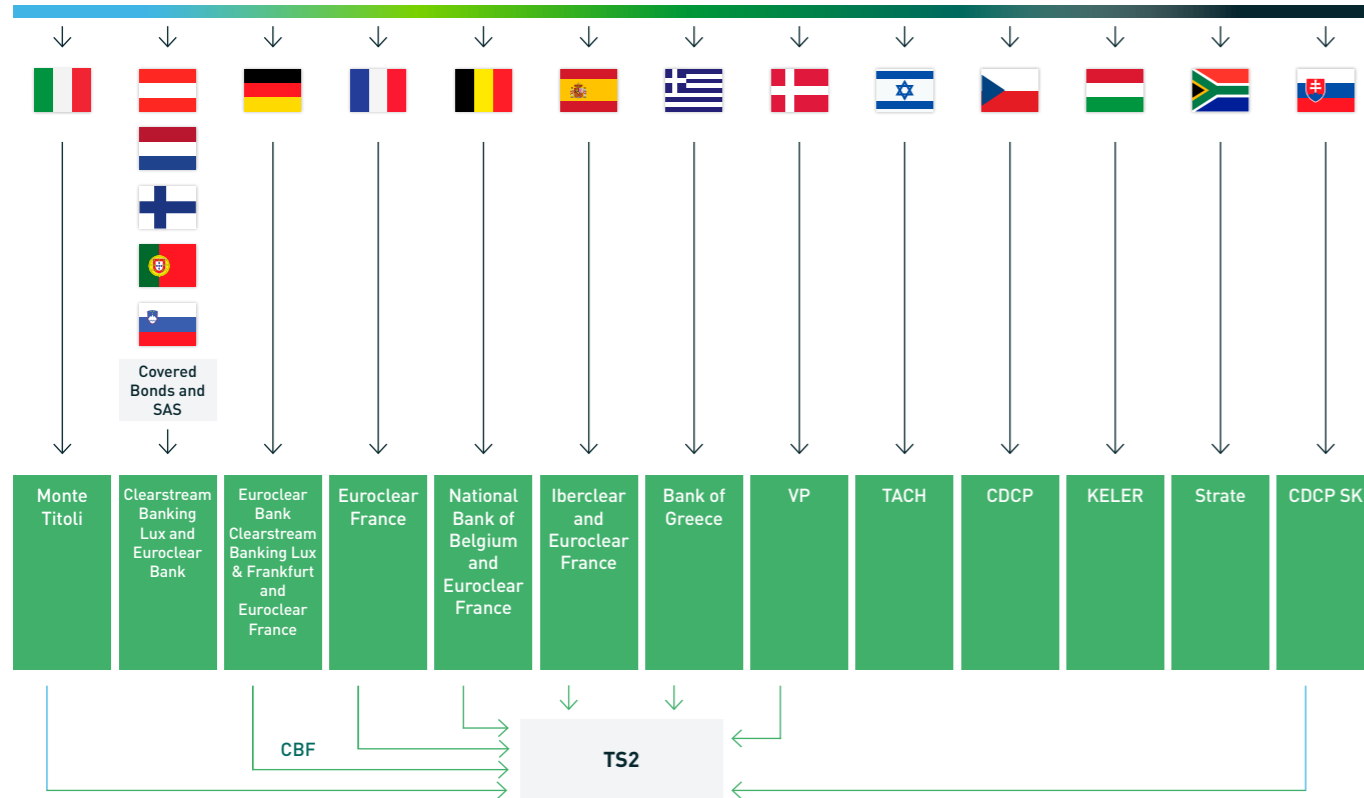 Covered
Bonds and
SAS
Monte
Titoli
Clearstream
Banking
Lux and
Euroclear
Bank
Euroclear
Bank
Clearstream
Banking Lux
& Frankfurt
and
Euroclear
France
Euroclear
France
National
Bank of
Belgium
and
Euroclear
France
Iberclear
and
Euroclear
France
Bank of
Greece
VP
TACH
CDCP
KELER
Strate
CDCP SK
CBF
TS2